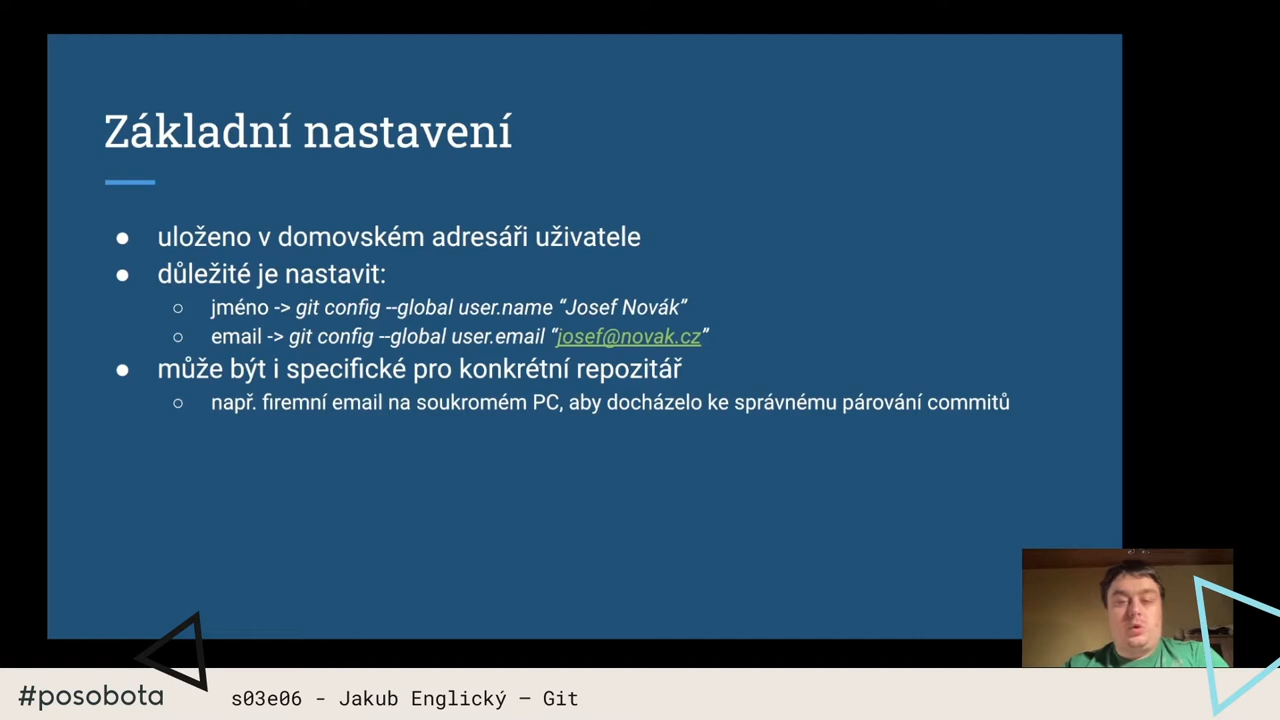 Základní nastavení
● uloženo v domovském adresáři uživatele
● důležité je nastavit:
○ jméno -> git config --global user.name “Josef Novák”
○ email -> git config --global user.email “josef@novak.cz”
● může být i specifické pro konkrétní repozitář
○ např. firemní email na soukromém PC, aby docházelo ke správnému párování commitů
#posobota
s03e06 - Jakub Englický – Git